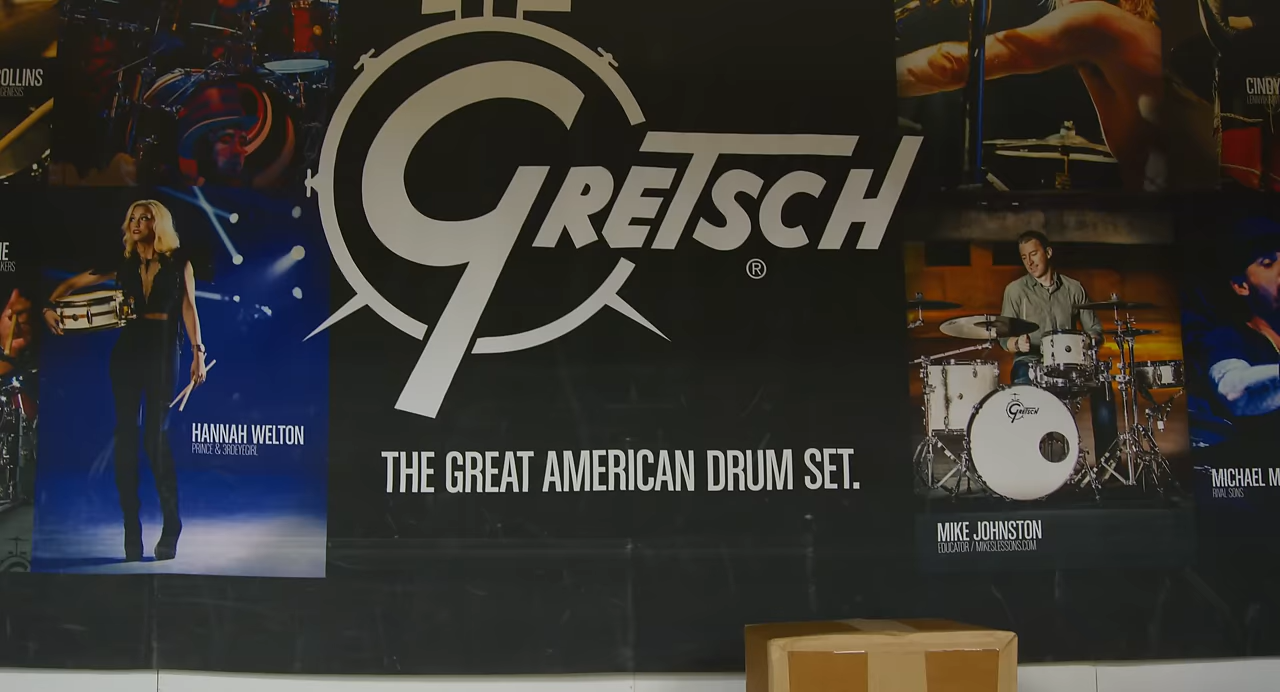 OLLINS
GENESIS
CINDY
GRETSCH
®
HANNAH WELTON
PRINCE & 3RDEYEGIRL
THE GREAT AMERICAN DRUM SET.
GRETSCH
MICHAEL M
RIVAL SONS
MIKE JOHNSTON
EDUCATOR / MIKESLESSONS.COM